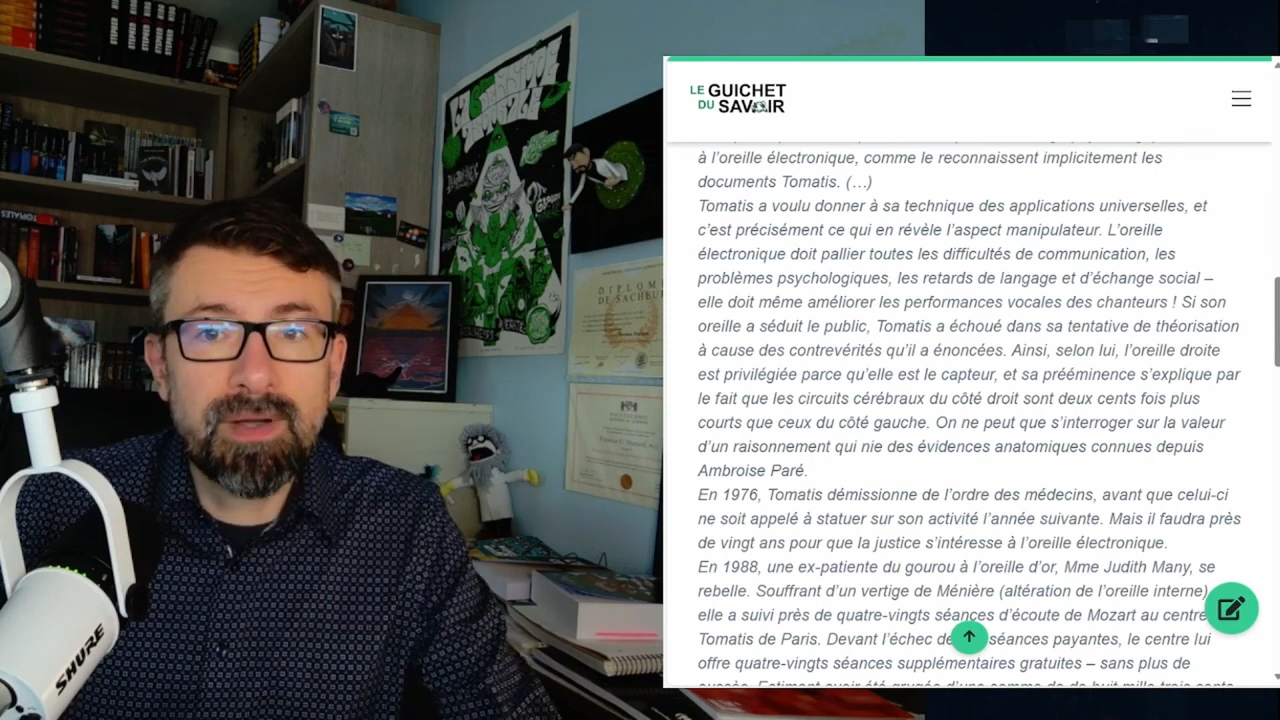 STEPHEN
STEPHEN
STEPHEN
STEPHEN
TOPALES
DIPLOME
DE SACHEUR
SHURE
LE GUICHET
DU SAVOIR
à l’oreille électronique, comme le reconnaissent implicitement les
documents Tomatis. (…)
Tomatis a voulu donner à sa technique des applications universelles, et
c’est précisément ce qui en révèle l’aspect manipulateur. L’oreille
électronique doit pallier toutes les difficultés de communication, les
problèmes psychologiques, les retards de langage et d’échange social –
elle doit même améliorer les performances vocales des chanteurs ! Si son
oreille a séduit le public, Tomatis a échoué dans sa tentative de théorisation
à cause des contrevérités qu’il a énoncées. Ainsi, selon lui, l’oreille droite
est privilégiée parce qu’elle est le capteur, et sa prééminence s’explique par
le fait que les circuits cérébraux du côté droit sont deux cents fois plus
courts que ceux du côté gauche. On ne peut que s’interroger sur la valeur
d’un raisonnement qui nie des évidences anatomiques connues depuis
Ambroise Paré.
En 1976, Tomatis démissionne de l’ordre des médecins, avant que celui-ci
ne soit appelé à statuer sur son activité l’année suivante. Mais il faudra près
de vingt ans pour que la justice s’intéresse à l’oreille électronique.
En 1988, une ex-patiente du gourou à l’oreille d’or, Mme Judith Many, se
rebelle. Souffrant d’un vertige de Ménière (altération de l’oreille interne)
elle a suivi près de quatre-vingts séances d’écoute de Mozart au centre
Tomatis de Paris. Devant l’échec de séances payantes, le centre lui
offre quatre-vingts séances supplémentaires gratuites – sans plus de